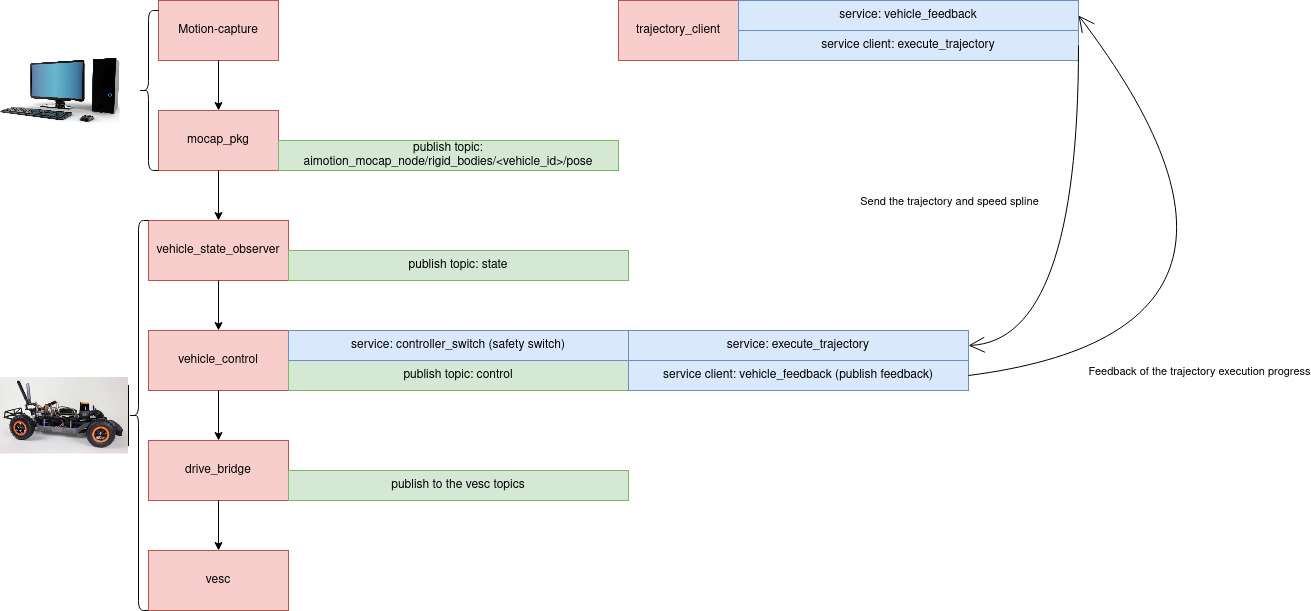 Motion-capture
trajectory_client
service: vehicle_feedback
service client: execute_trajectory
mocap_pkg
publish topic:
aimotion_mocap_node/rigid_bodies/<vehicle_id>/pose
Send the trajectory and speed spline
vehicle_state_observer
publish topic: state
vehicle_control
service: controller_switch (safety switch)
service: execute_trajectory
publish topic: control
service client: vehicle_feedback (publish feedback)
Feedback of the trajectory execution progress
drive_bridge
publish to the vesc topics
vesc